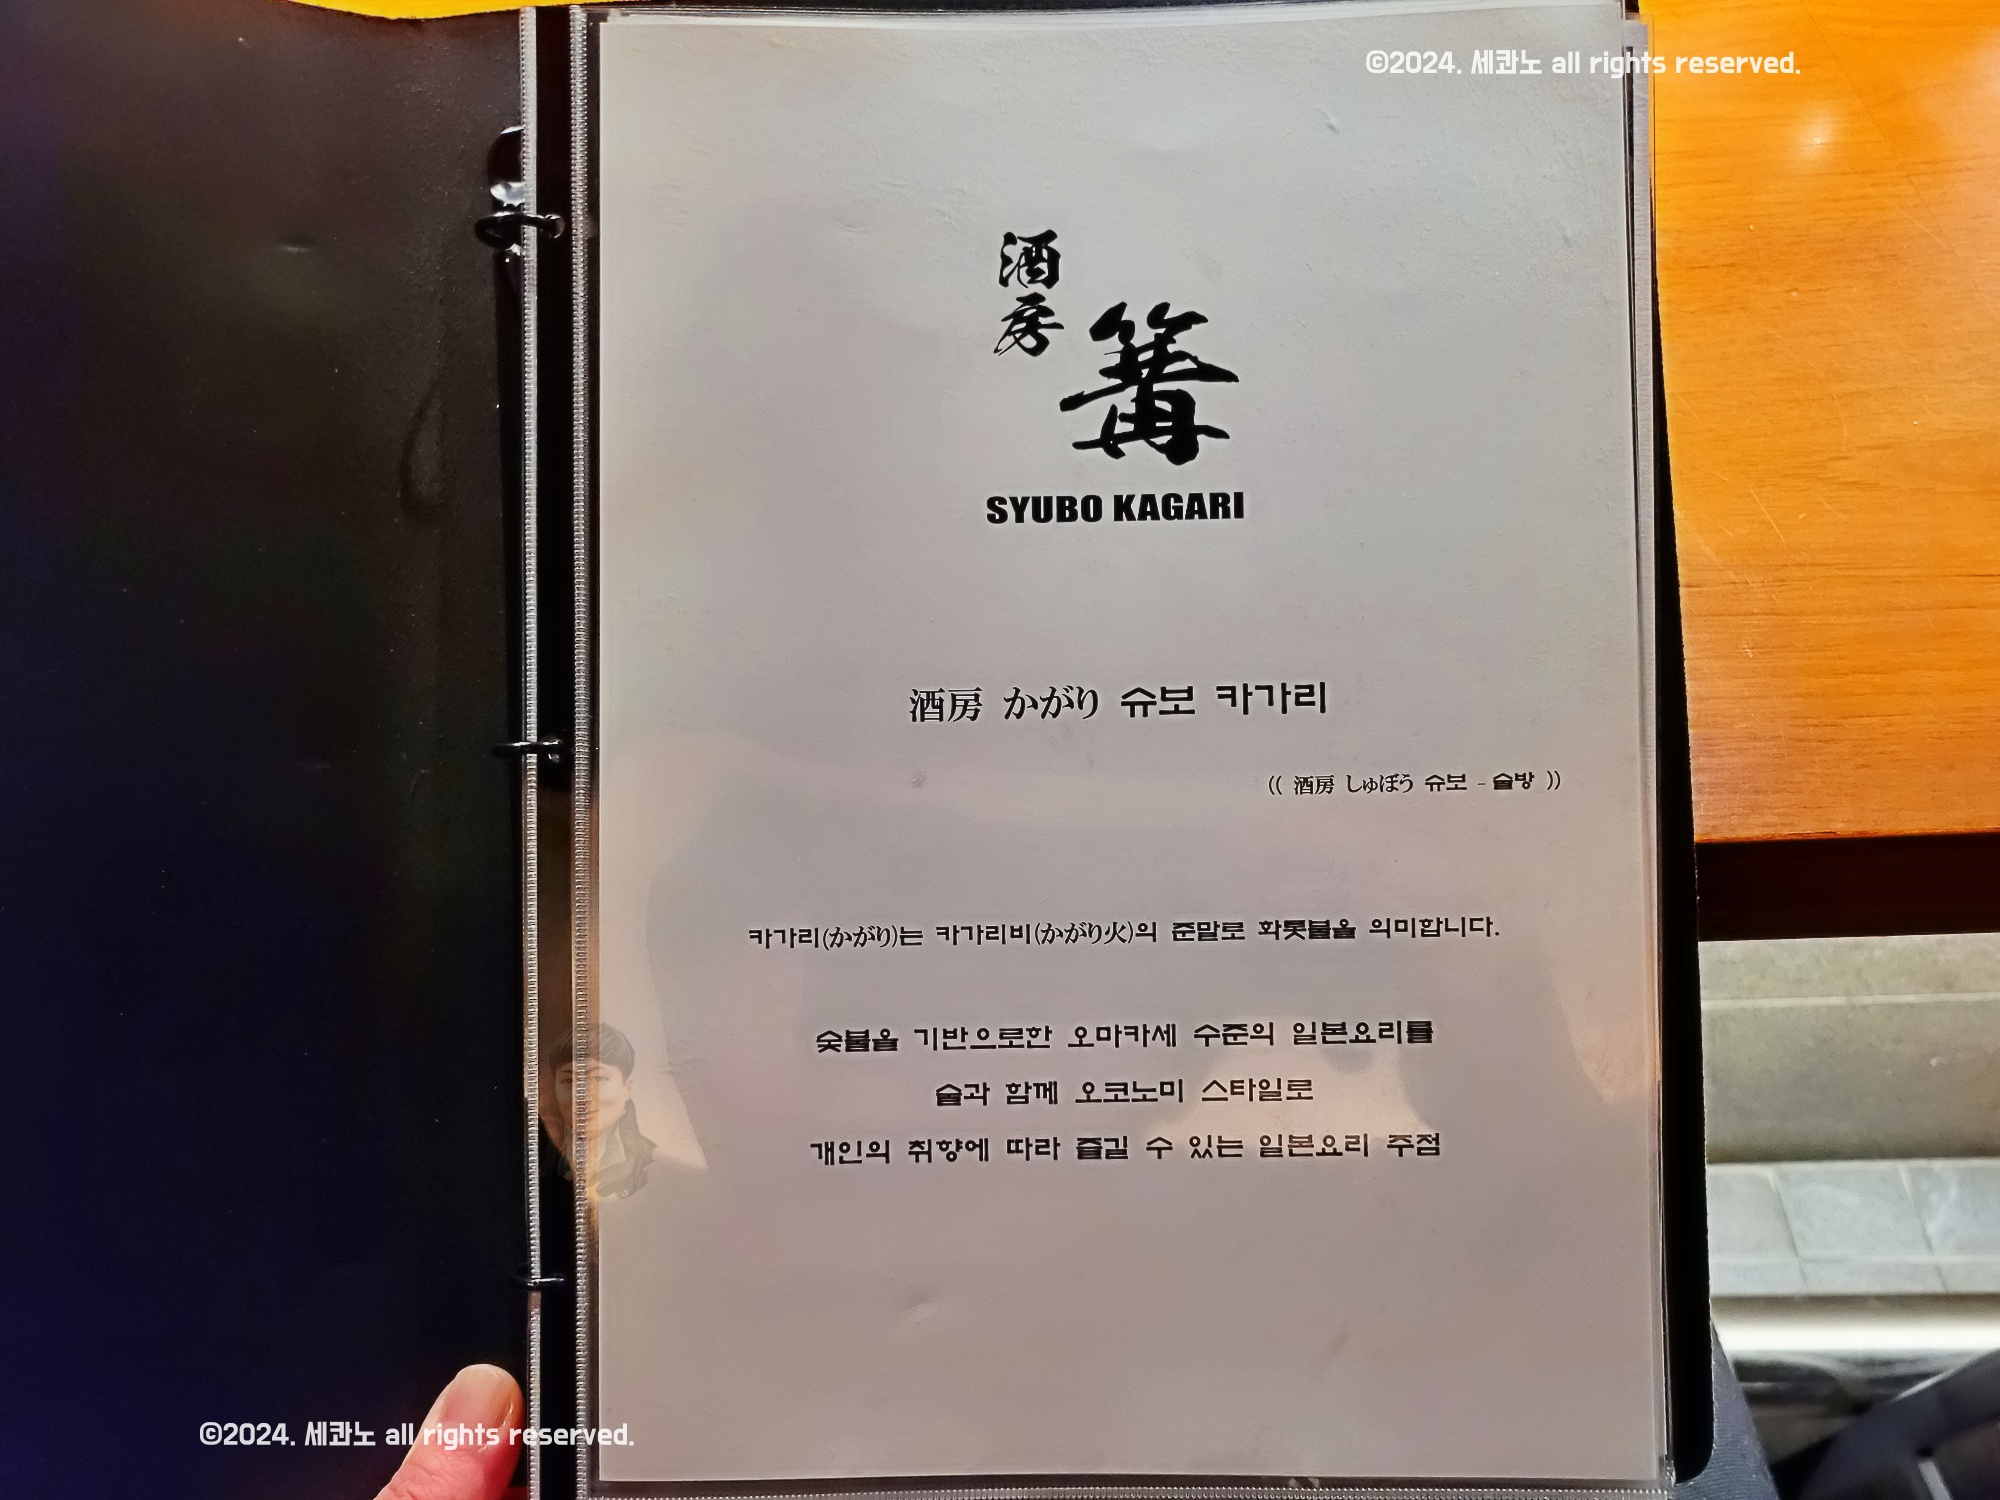 ©2024. 세콴노 all rights reserved.
酒房
篝
SYUBO KAGARI
酒房 かがり 슈보 카가리
(( 酒房 しゅぼう 슈보 - 술방 ))
카가리(かがり)는 카가리비(かがり火)의 준말로 화롯불을 의미합니다.
숯불을 기반으로한 오마카세 수준의 일본요리를
술과 함께 오코노미 스타일로
개인의 취향에 따라 즐길 수 있는 일본요리 주점
©2024. 세콴노 all rights reserved.